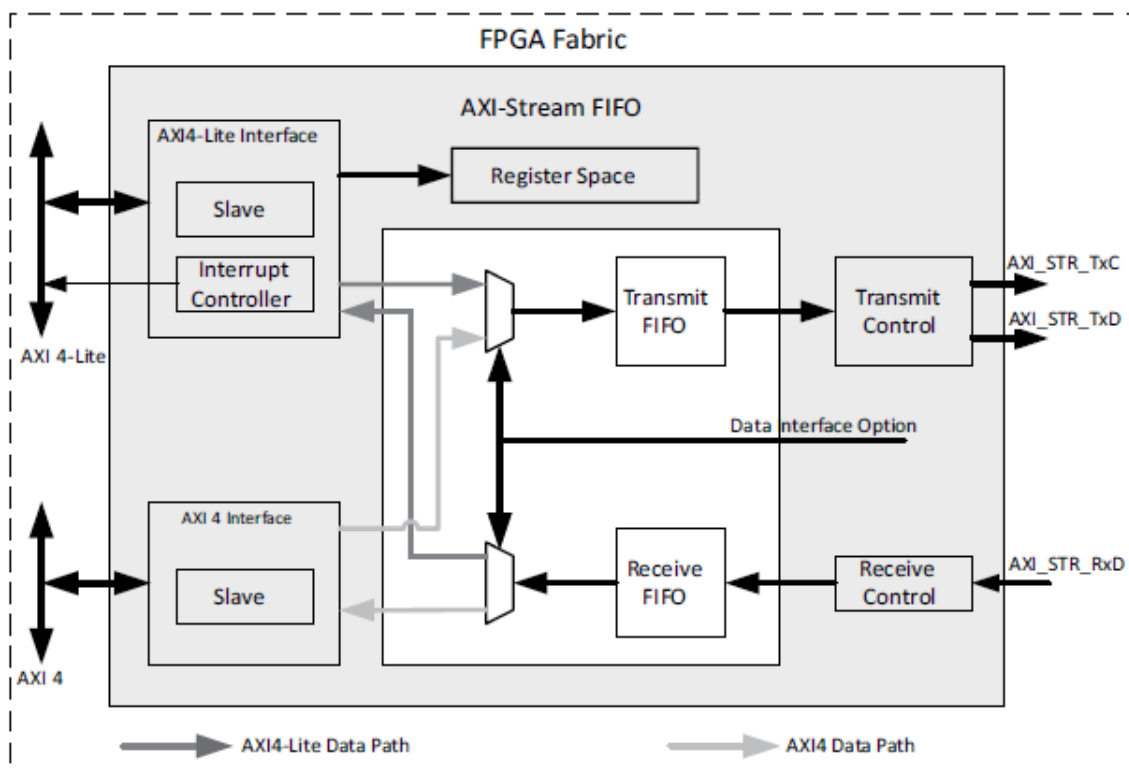 FPGA Fabric
AXI-Stream FIFO
AXI4-Lite Interface
Register Space
Slave
Interrupt
Controller
AXI 4-Lite
Transmit
FIFO
Transmit
Control
AXI_STR_TxC
AXI_STR_TxD
Data Interface Option
AXI 4 Interface
Slave
AXI 4
Receive
FIFO
Receive
Control
AXI_STR_RxD
AXI4-Lite Data Path
AXI4 Data Path